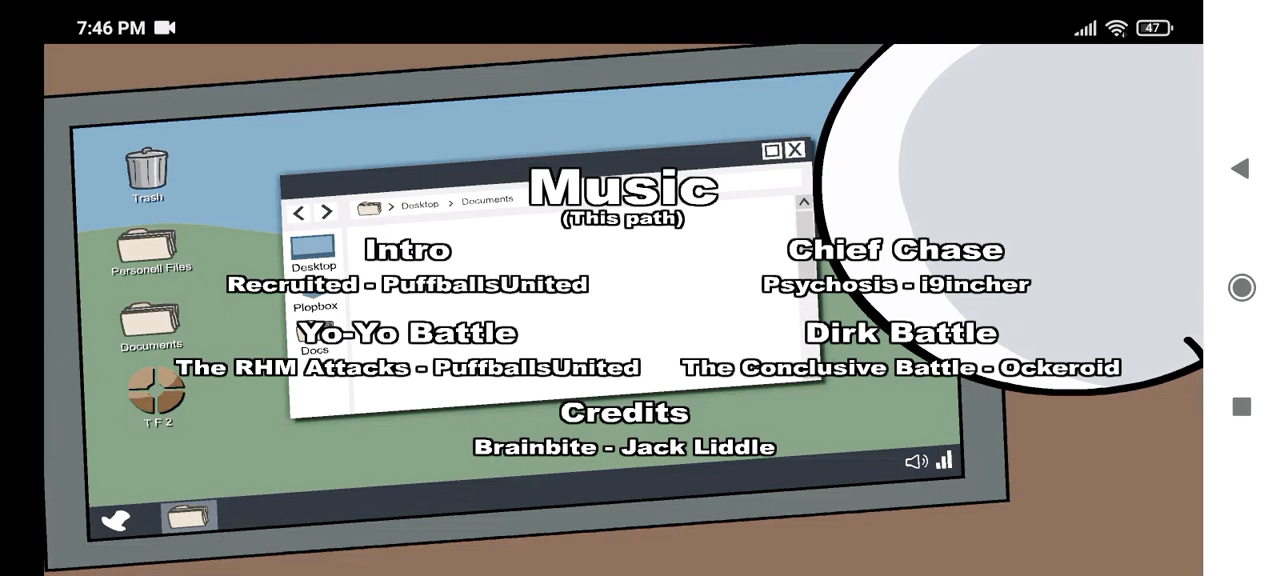 7:46 PM
47
Music
(This path)
Intro
Recruited - PuffballsUnited
Chief Chase
Psychosis - i9incher
Yo-Yo Battle
The RHM Attacks - PuffballsUnited
Dirk Battle
The Conclusive Battle - Ockeroid
Credits
Brainbite - Jack Liddle
Trash
Personell Files
Documents
TF2
Desktop > Documents
Desktop
Plopbox
Docs
X